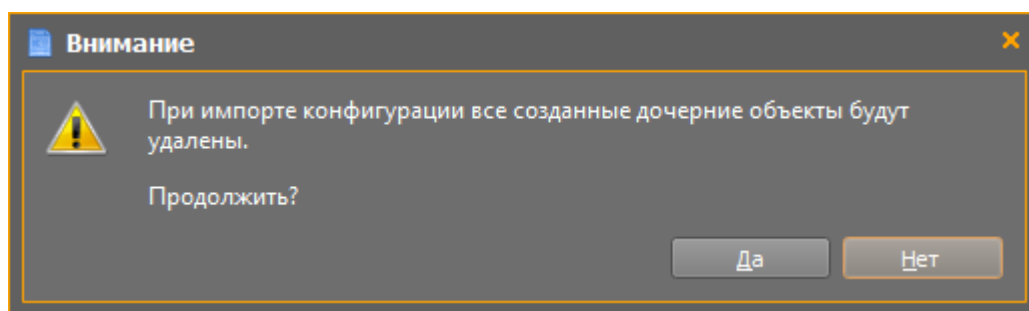 Внимание
При импорте конфигурации все созданные дочерние объекты будут
удалены.
Продолжить?
Да
Нет